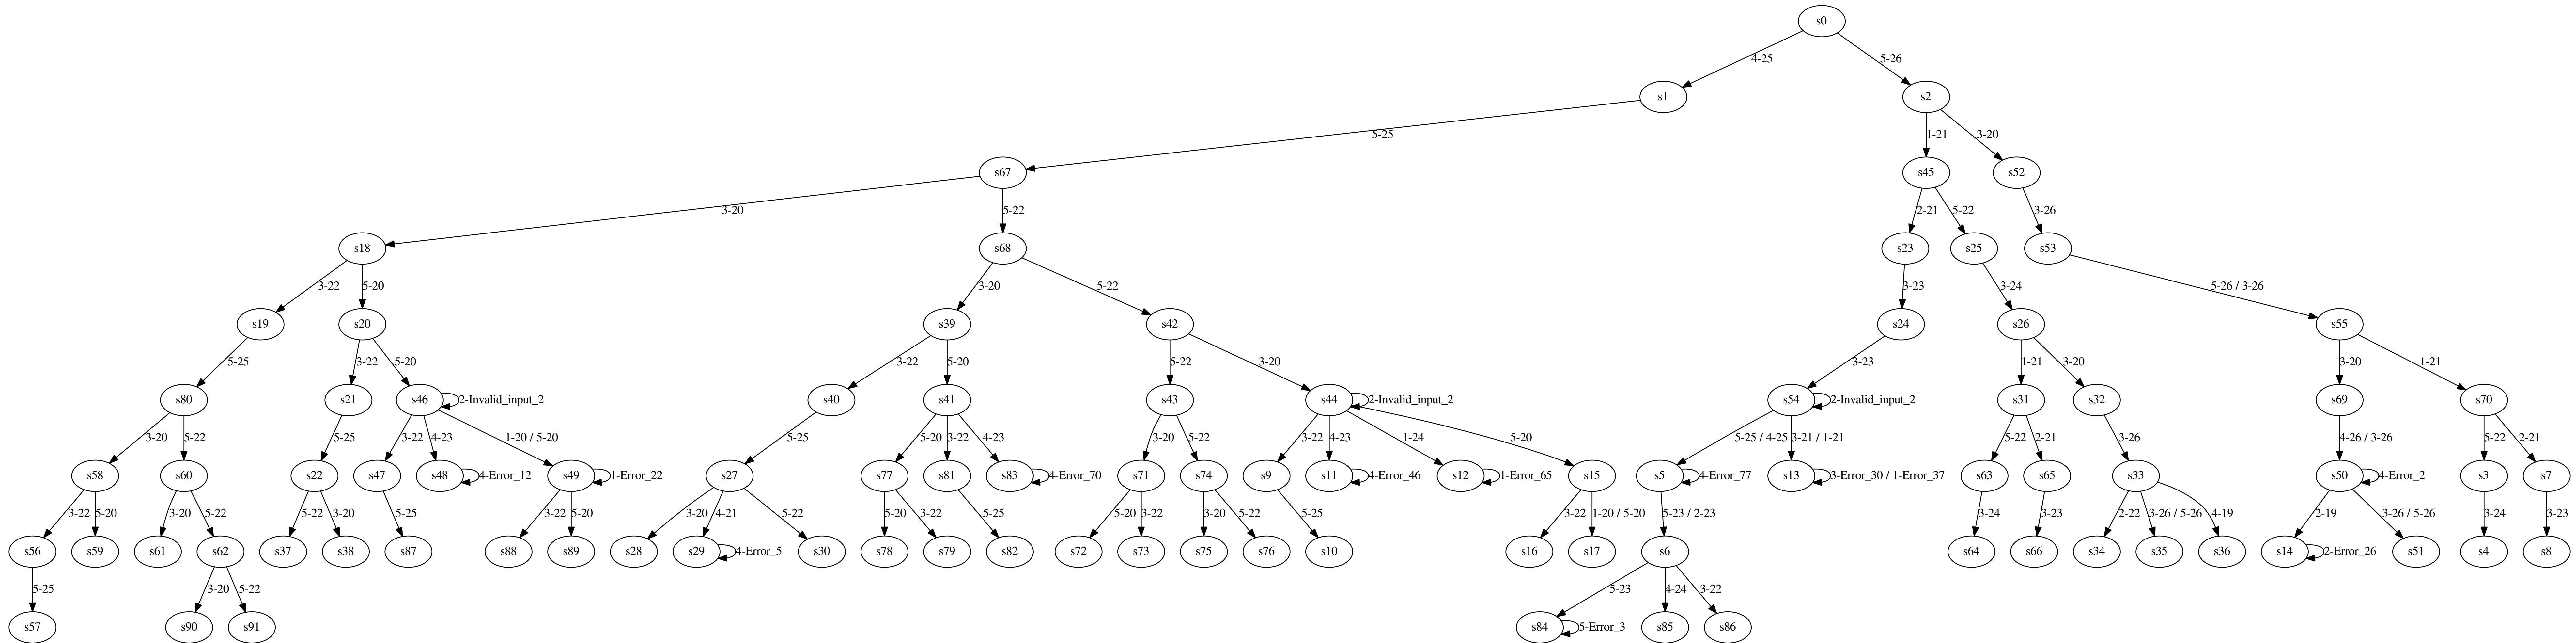 s0
4-25 5-26
s1 s2
5-25 1-21 3-20
s67 s45 s52
3-20 5-22 2-21 5-22 3-26
s18 s68 s23 s25 s53
3-22 5-20 3-20 5-22 3-23 3-24 5-26 / 3-26
s19 s20 s39 s42 s24 s26 s55
5-25 3-22 5-20 3-22 5-20 5-22 3-20 3-23 1-21 3-20 3-20 1-21
s80 s21 s46 2-Invalid_input_2 s40 s41 s43 s44 2-Invalid_input_2 s54 2-Invalid_input_2 s31 s32 s69 s70
3-20 5-22 5-25 3-22 4-23 1-20 / 5-20 5-25 5-20 3-22 4-23 3-20 5-22 3-22 4-23 1-24 5-20 5-25 / 4-25 3-21 / 1-21 5-22 2-21 3-26 4-26 / 3-26 5-22 2-21
s58 s60 s22 s47 s48 4-Error_12 s49 1-Error_22 s27 s77 s81 s83 4-Error_70 s71 s74 s9 s11 4-Error_46 s12 1-Error_65 s15 s5 4-Error_77 s13 3-Error_30 / 1-Error_37 s63 s65 s33 s50 4-Error_2 s3 s7
3-22 5-20 3-20 5-22 5-22 3-20 5-25 3-22 5-20 3-20 4-21 5-22 5-20 3-22 5-25 5-20 3-22 3-20 5-22 5-25 3-22 1-20 / 5-20 5-23 / 2-23 3-24 3-23 2-22 3-26 / 5-26 4-19 2-19 3-26 / 5-26 3-24 3-23
s56 s59 s61 s62 s37 s38 s87 s88 s89 s28 s29 4-Error_5 s30 s78 s79 s82 s72 s73 s75 s76 s10 s16 s17 s6 s64 s66 s34 s35 s36 s14 2-Error_26 s51 s4 s8
5-25 3-20 5-22 5-23 4-24 3-22
s57 s90 s91 s84 5-Error_3 s85 s86